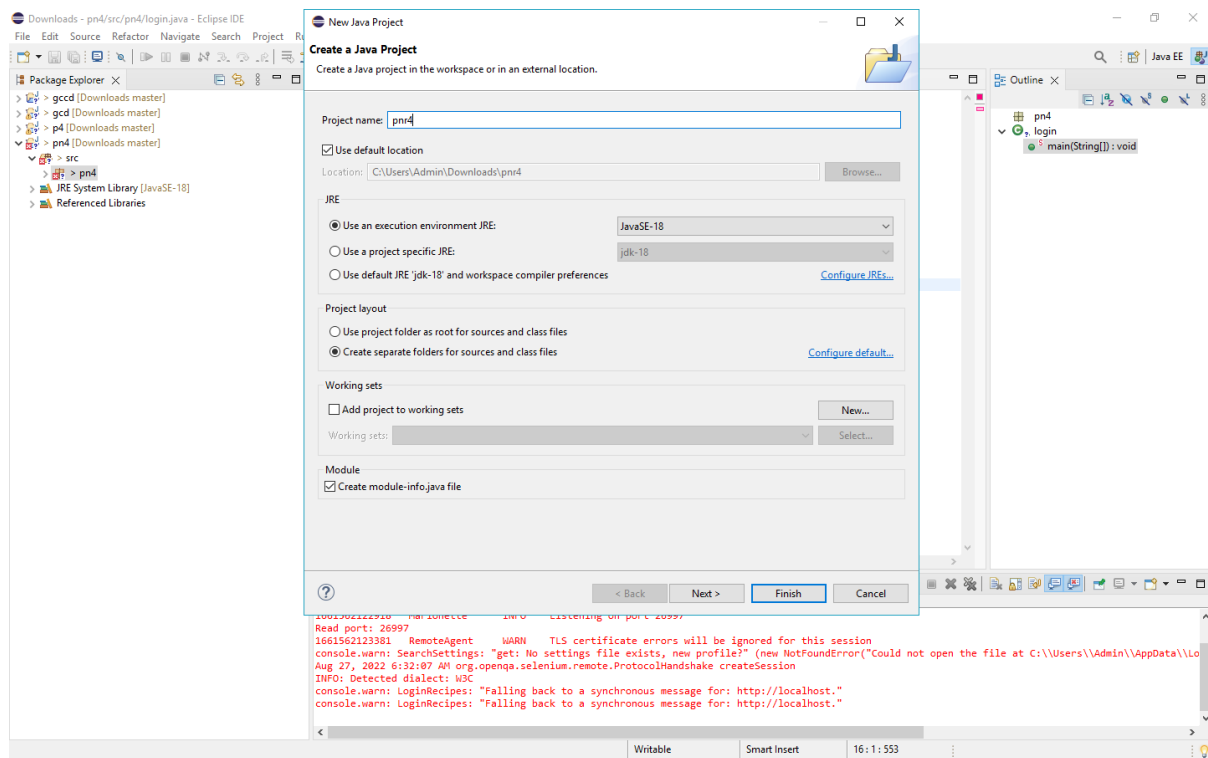 Downloads - pn4/src/pn4/login.java - Eclipse IDE
File Edit Source Refactor Navigate Search Project
Java EE
Package Explorer
> gccd [Downloads master]
> gcd [Downloads master]
> p4 [Downloads master]
> pn4 [Downloads master]
> src
> pn4
JRE System Library [JavaSE-18]
Referenced Libraries
New Java Project
Create a Java Project
Create a Java project in the workspace or in an external location.
Project name: pnr4
Use default location
Location: C:\Users\Admin\Downloads\pnr4
Browse...
JRE
Use an execution environment JRE:
JavaSE-18
Use a project specific JRE:
jdk-18
Use default JRE 'jdk-18' and workspace compiler preferences
Configure JREs...
Project layout
Use project folder as root for sources and class files
Create separate folders for sources and class files
Configure default...
Working sets
Add project to working sets
New...
Working sets:
Select...
Module
Create module-info.java file
< Back
Next >
Finish
Cancel
Outline
pn4
login
main(String[]) : void
1661562122918 Marionette INFO Listening on port 26997
Read port: 26997
1661562123381 RemoteAgent WARN TLS certificate errors will be ignored for this session
console.warn: SearchSettings: "get: No settings file exists, new profile?" (new NotFoundError("Could not open the file at C:\\Users\\Admin\\AppData\\Lo
Aug 27, 2022 6:32:07 AM org.openqa.selenium.remote.ProtocolHandshake createSession
INFO: Detected dialect: W3C
console.warn: LoginRecipes: "Falling back to a synchronous message for: http://localhost."
console.warn: LoginRecipes: "Falling back to a synchronous message for: http://localhost."
Writable
Smart Insert
16 : 1 : 553